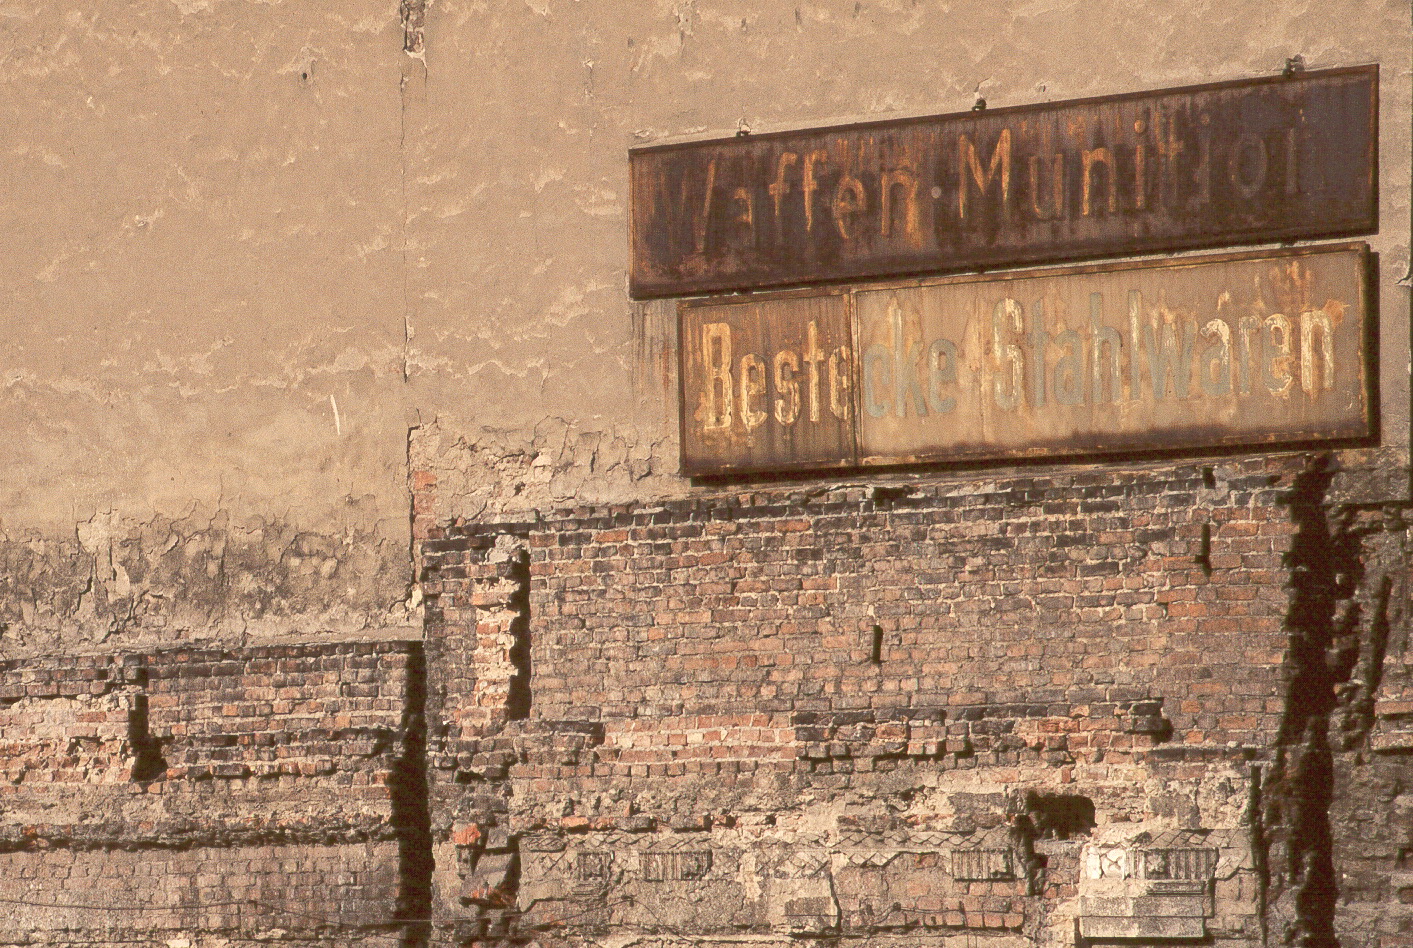 Waffen · Munition
Bestecke Stahlwaren